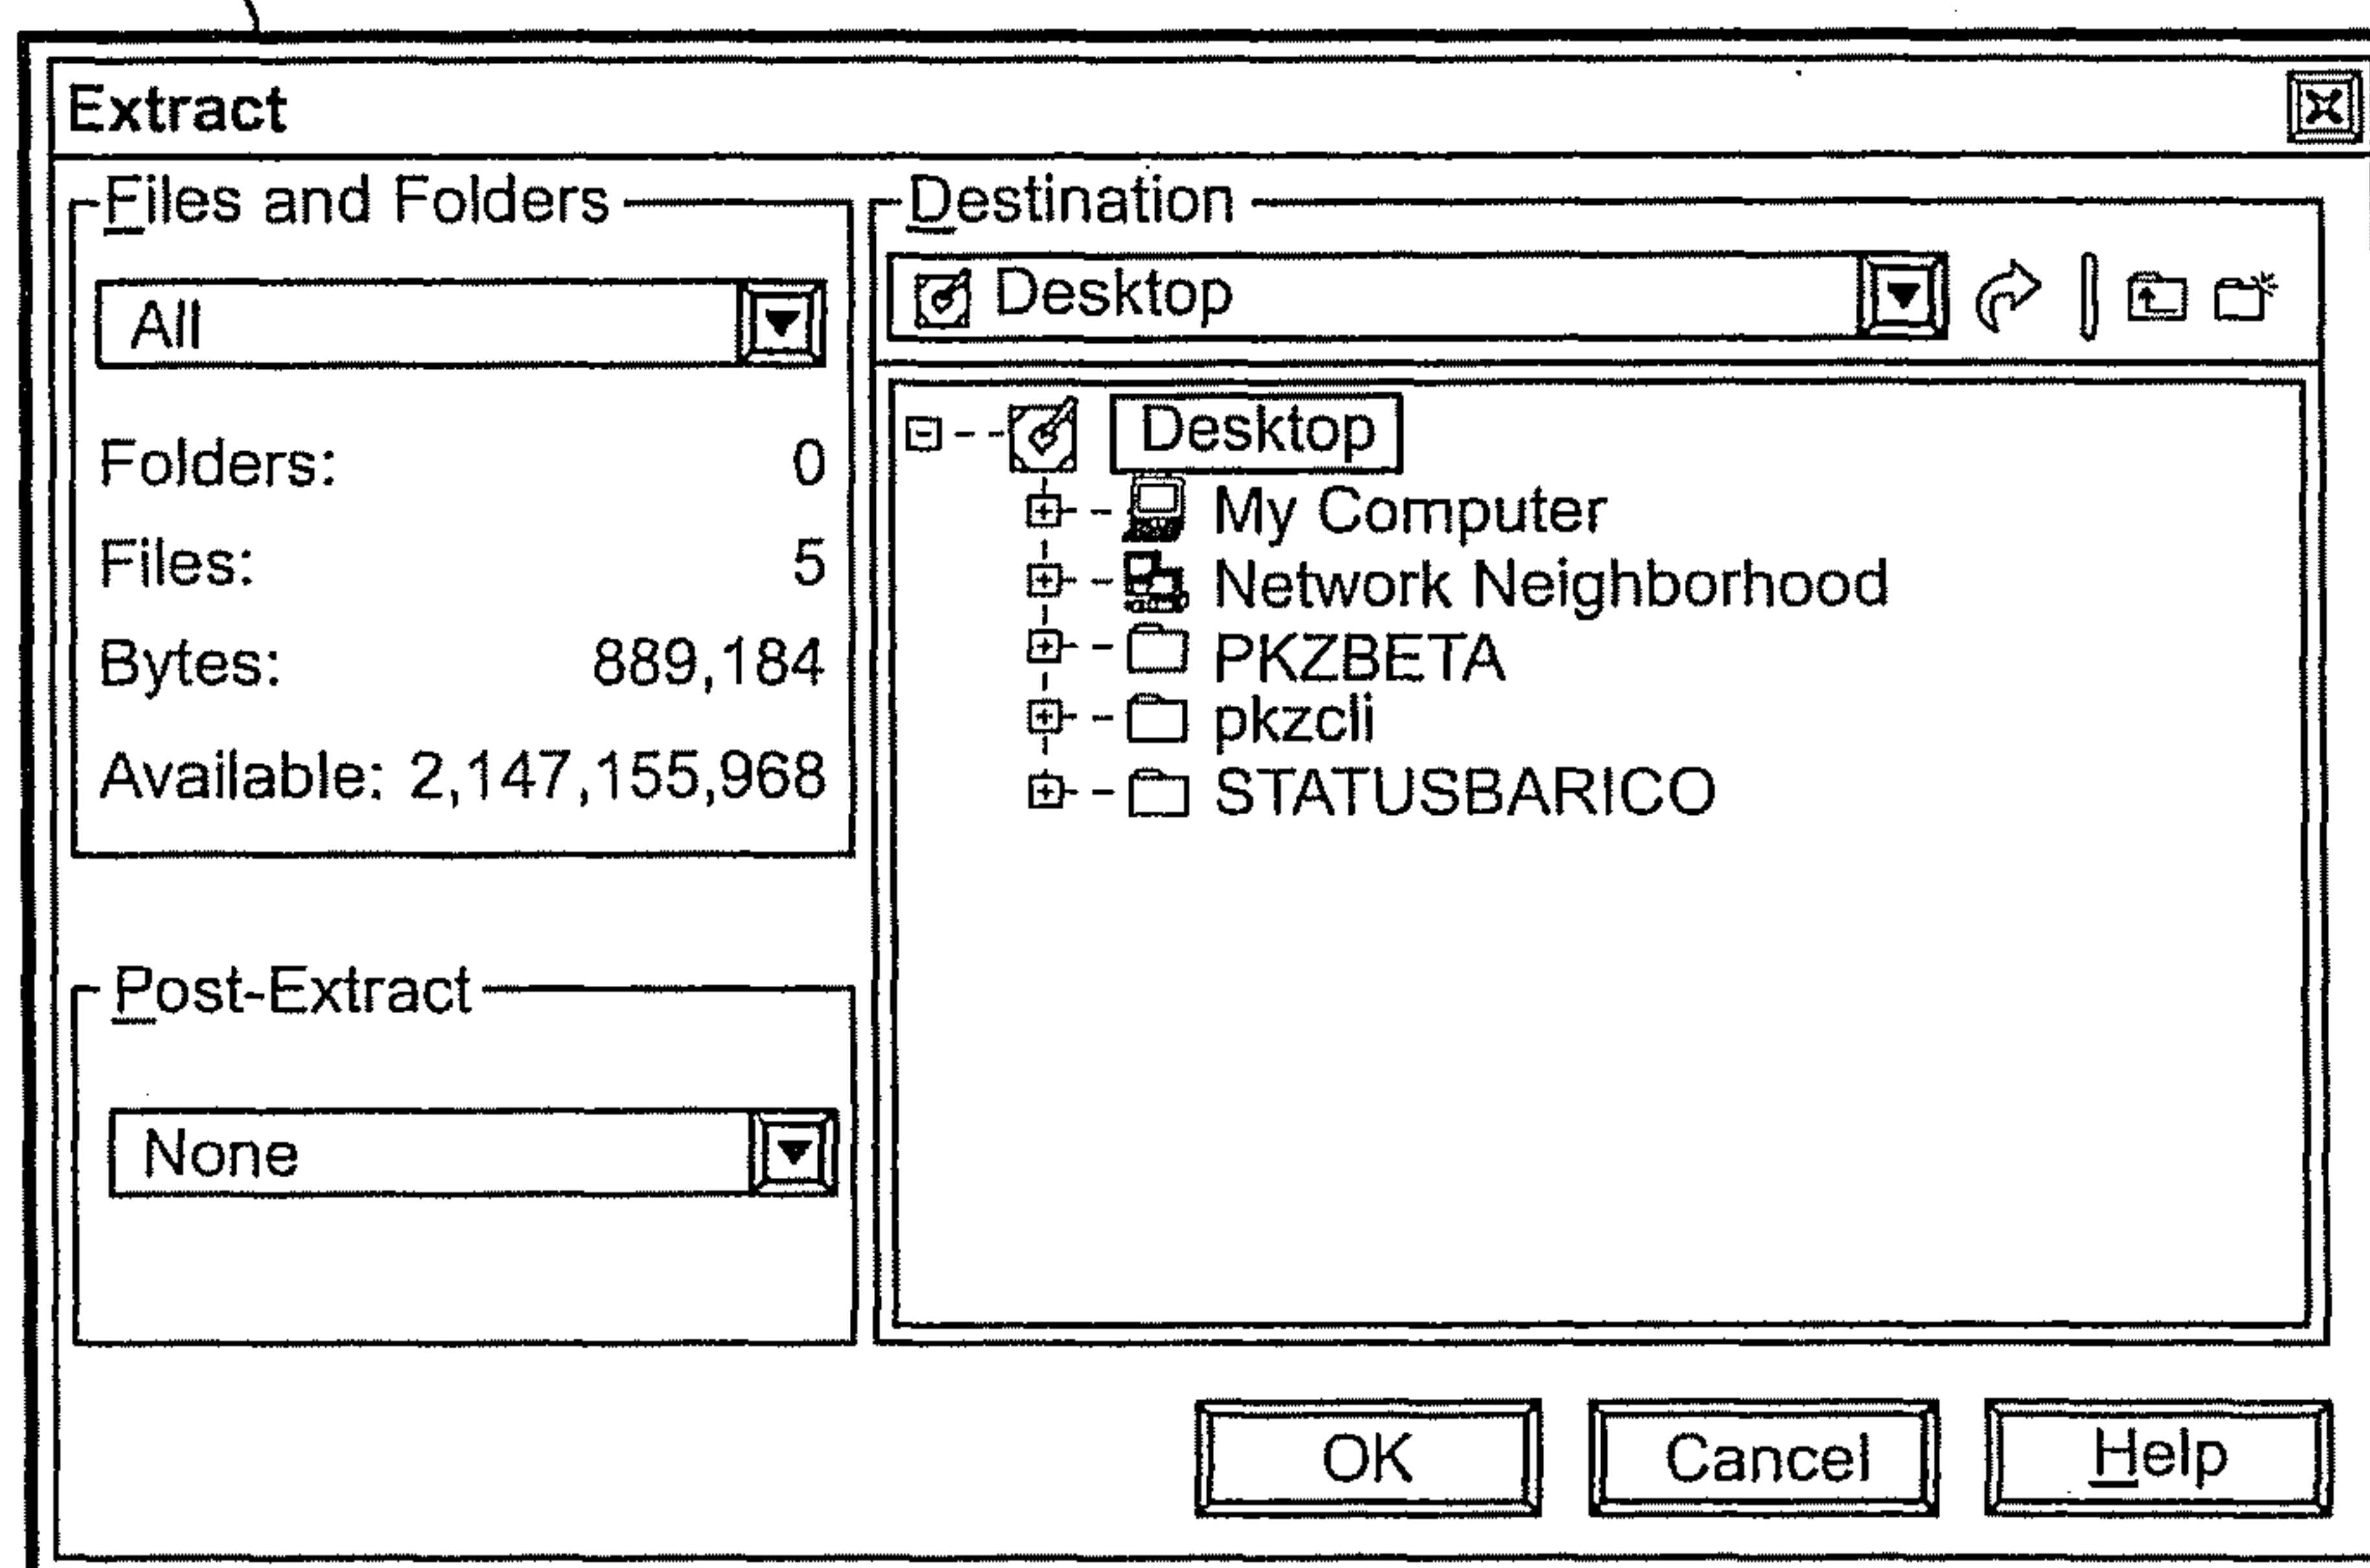 Extract
Files and Folders
All
Folders: 0
Files: 5
Bytes: 889,184
Available: 2,147,155,968
Post-Extract
None
Destination
Desktop
Desktop
My Computer
Network Neighborhood
PKZBETA
pkzcli
STATUSBARICO
OK Cancel Help